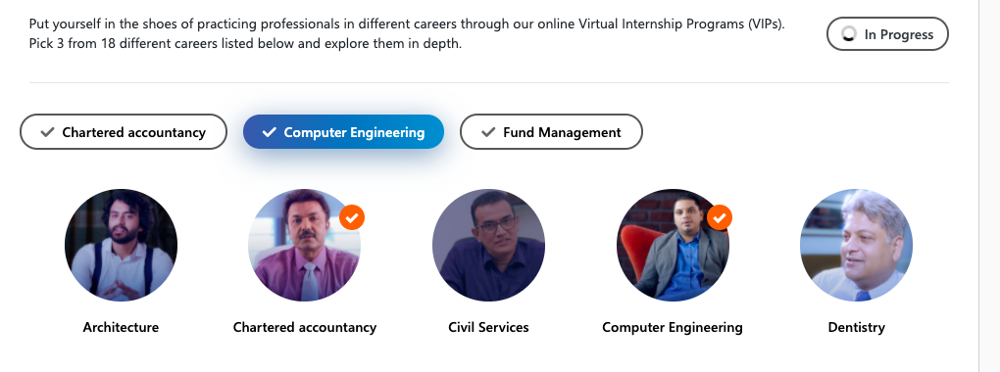 Put yourself in the shoes of practicing professionals in different careers through our online Virtual Internship Programs (VIPs).
Pick 3 from 18 different careers listed below and explore them in depth.
In Progress
Chartered accountancy
Computer Engineering
Fund Management
Architecture
Chartered accountancy
Civil Services
Computer Engineering
Dentistry